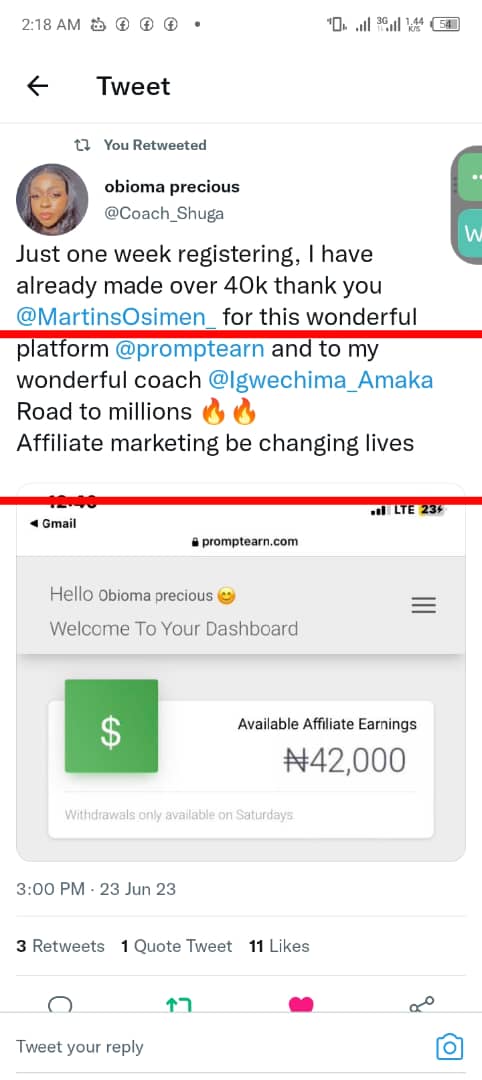 2:18 AM
3G
1.44
K/S
54
Tweet
You Retweeted
obioma precious
@Coach_Shuga
Just one week registering, I have
already made over 40k thank you
@MartinsOsimen_ for this wonderful
platform @promptearn and to my
wonderful coach @Igwechima_Amaka
Road to millions 🔥🔥
Affiliate marketing be changing lives
LTE 23
Gmail
promptearn.com
Hello Obioma precious 😊
Welcome To Your Dashboard
$
Available Affiliate Earnings
₦42,000
Withdrawals only available on Saturdays
3:00 PM · 23 Jun 23
3 Retweets 1 Quote Tweet 11 Likes
Tweet your reply